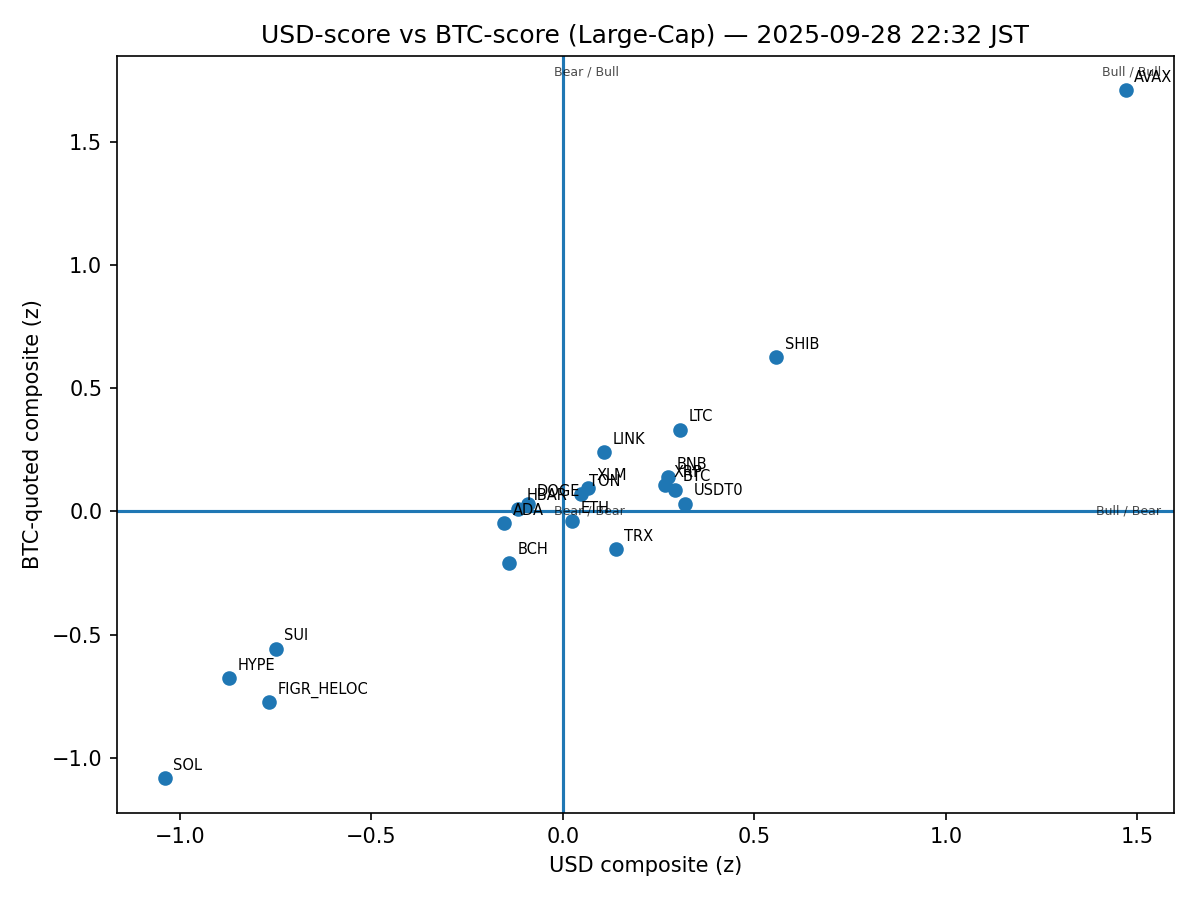 USD-score vs BTC-score (Large-Cap) — 2025-09-28 22:32 JST
Bear / Bull
Bull / Bull
AVAX
1.5
1.0
SHIB
0.5
LTC
LINK
BNB
XRP
BTC
XLM
TON
USDT0
DOGE
HBAR
ETH
ADA
0.0
Bear / Bear
Bull / Bear
TRX
BCH
−0.5
SUI
HYPE
FIGR_HELOC
−1.0
SOL
BTC-quoted composite (z)
−1.0
−0.5
0.0
0.5
1.0
1.5
USD composite (z)